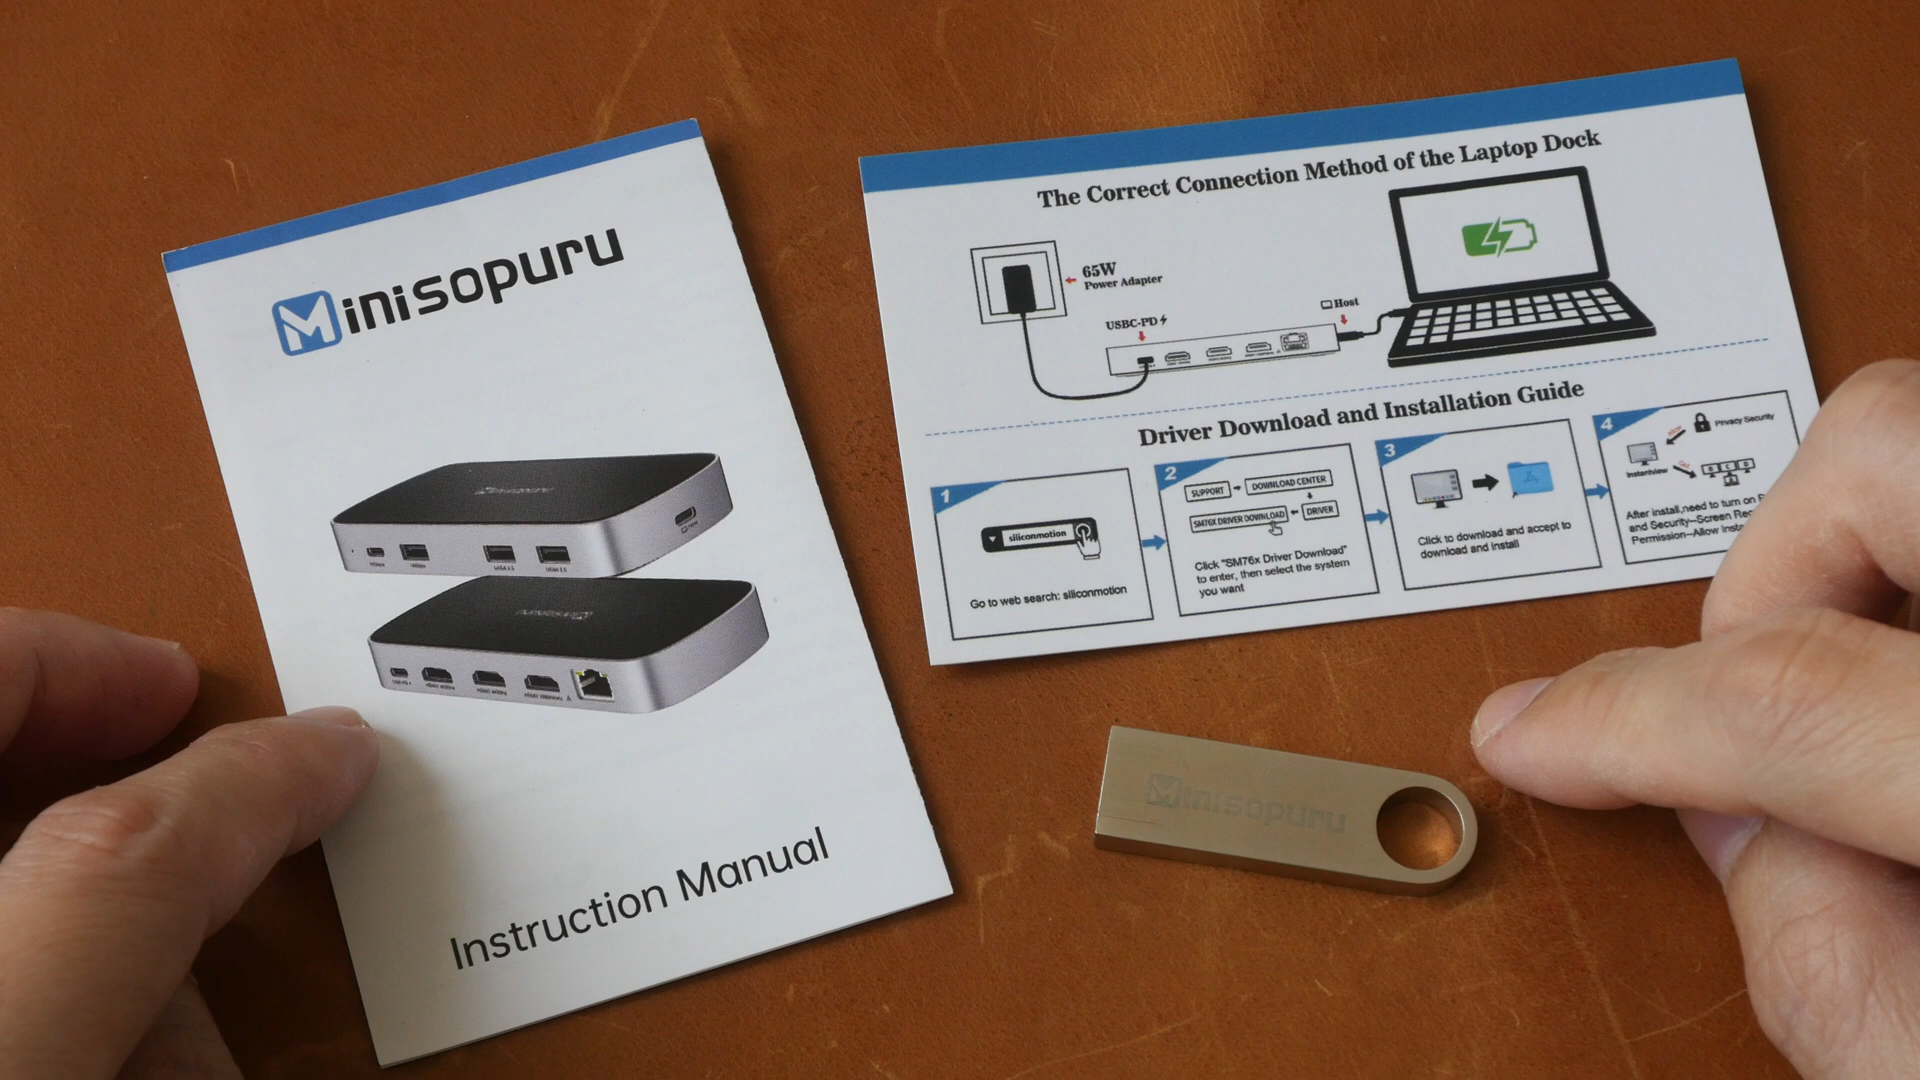 Minisopuru
Instruction Manual
The Correct Connection Method of the Laptop Dock
65W
Power Adapter
USBC-PD
Host
Driver Download and Installation Guide
1
siliconmotion
Go to web search: siliconmotion
2
SUPPORT
DOWNLOAD CENTER
SM76X DRIVER DOWNLOAD
DRIVER
Click "SM76x Driver Download"
to enter, then select the system
you want
3
Click to download and accept to
download and install
4
Privacy Security
InstantView
After install,need to turn on
and Security--Screen
Permission--Allow
Minisopuru